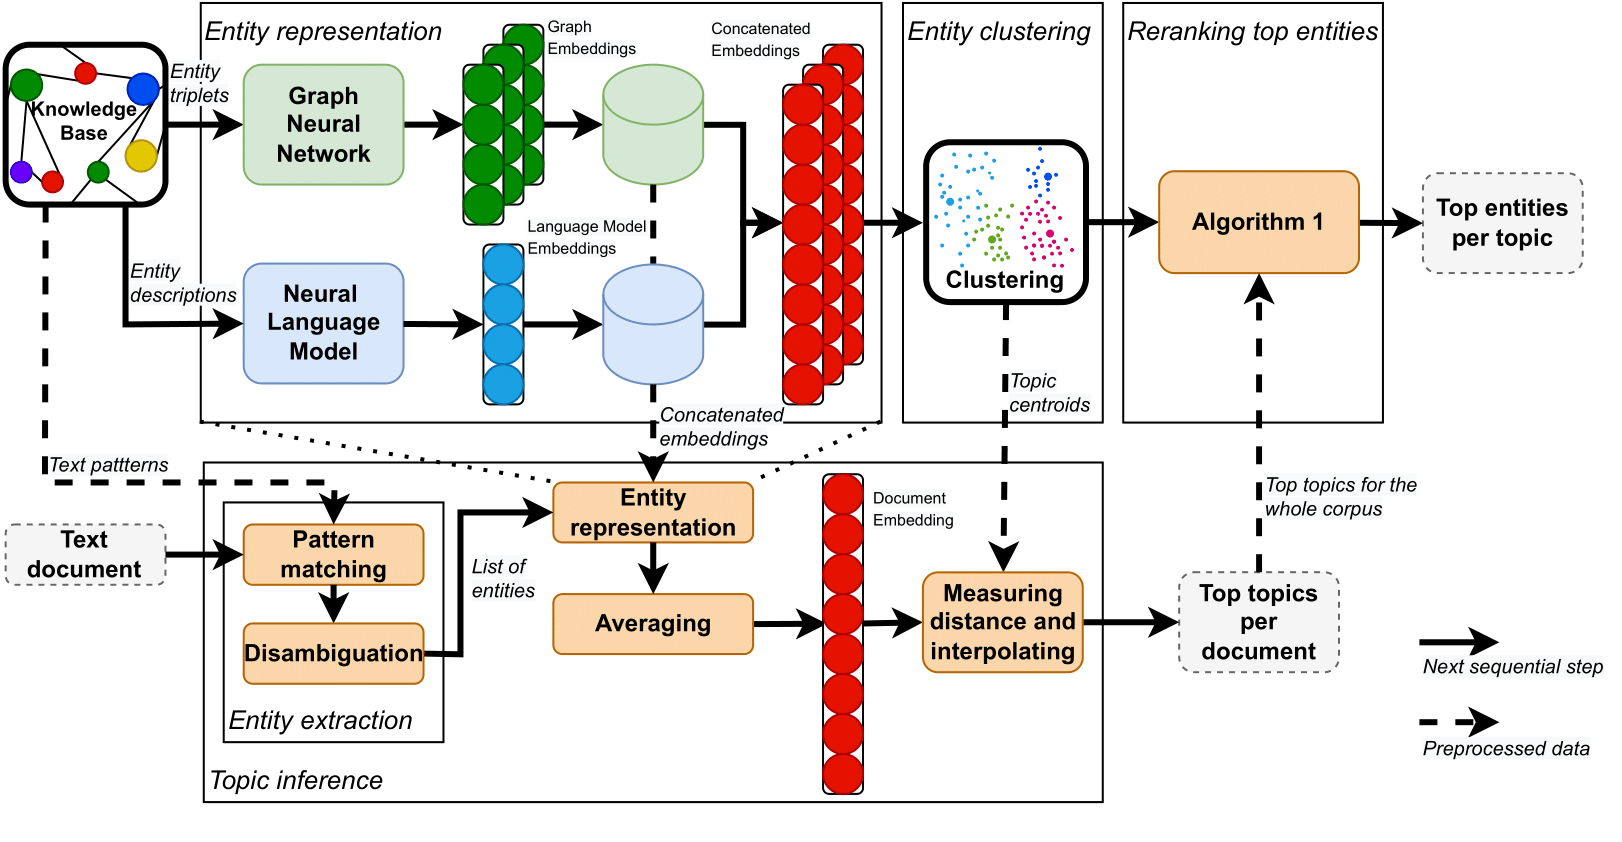 Entity representation
Graph
Embeddings
Concatenated
Embeddings
Entity clustering
Reranking top entities
Knowledge
Base
Entity
triplets
Graph
Neural
Network
Language Model
Embeddings
Entity
descriptions
Neural
Language
Model
Clustering
Algorithm 1
Top entities
per topic
Concatenated
embeddings
Topic
centroids
Text pattterns
Top topics for the
whole corpus
Text
document
Pattern
matching
Disambiguation
Entity extraction
Topic inference
List of
entities
Entity
representation
Averaging
Document
Embedding
Measuring
distance and
interpolating
Top topics
per
document
Next sequential step
Preprocessed data